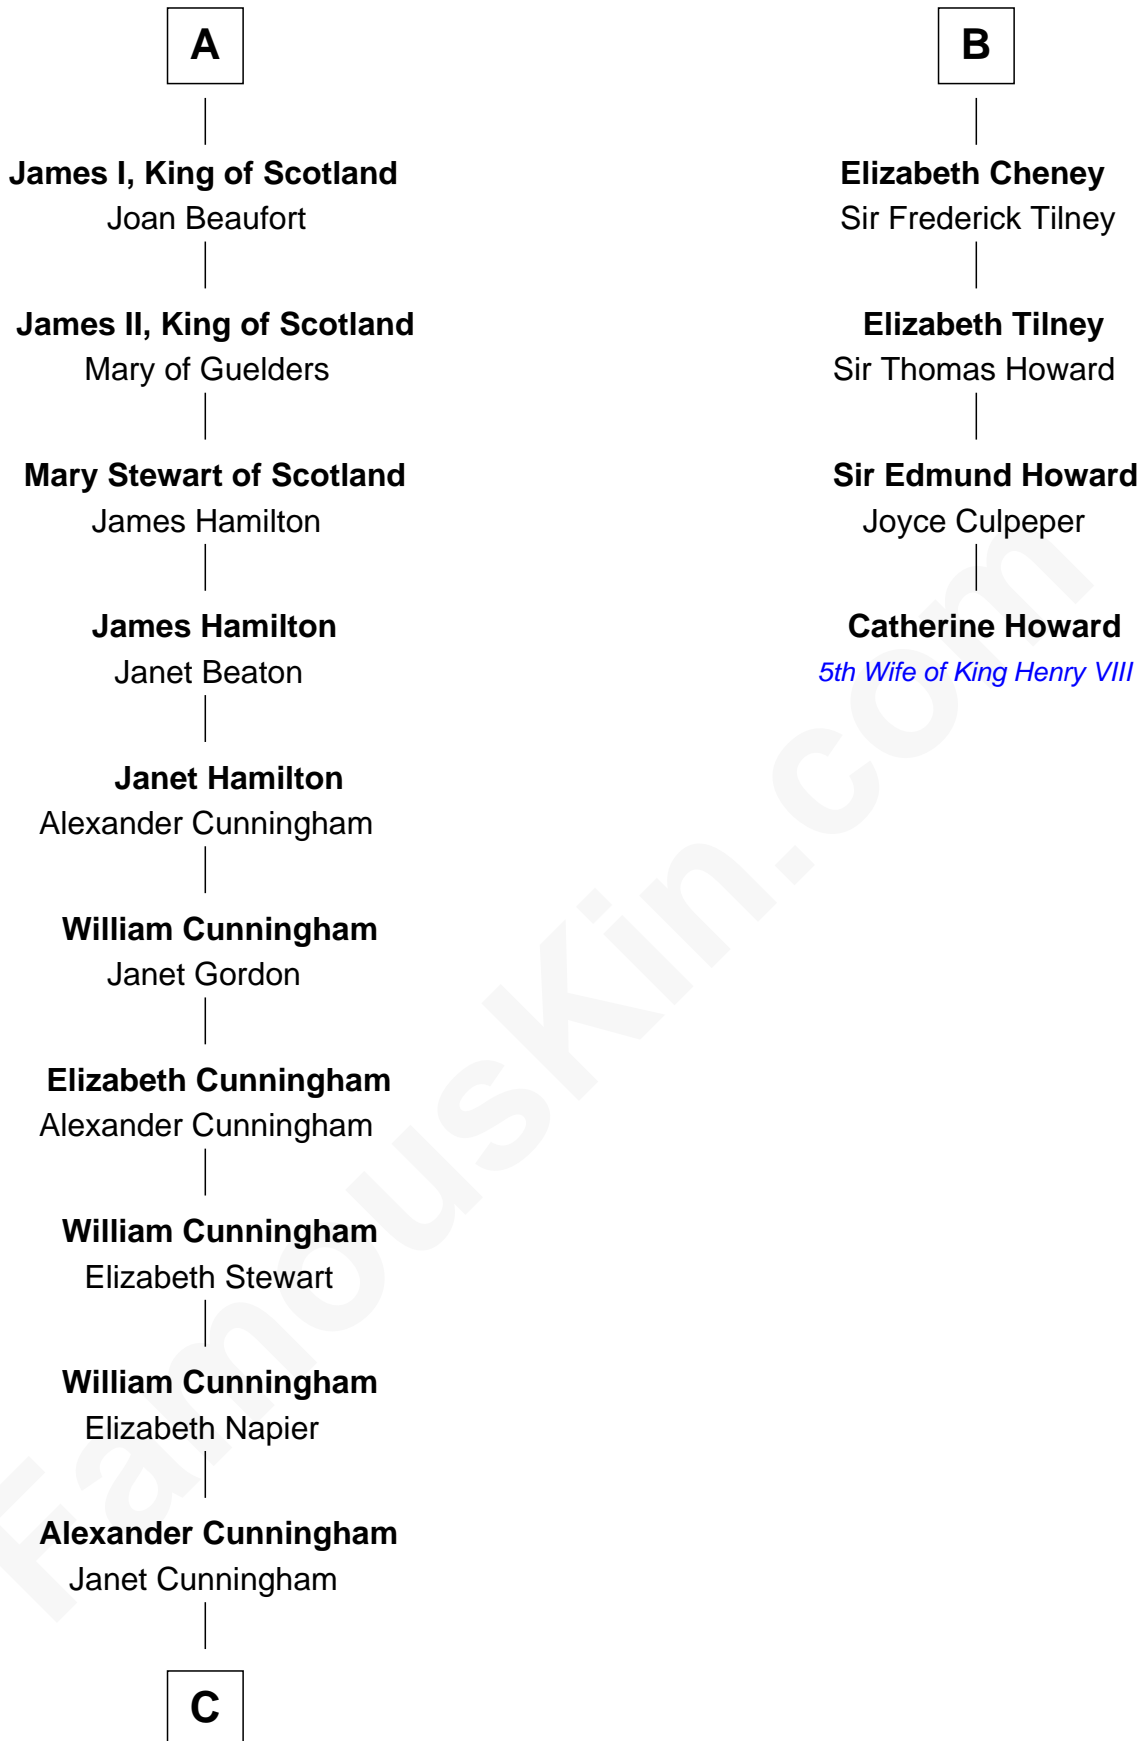 A
James I, King of Scotland
Joan Beaufort
James II, King of Scotland
Mary of Guelders
Mary Stewart of Scotland
James Hamilton
James Hamilton
Janet Beaton
Janet Hamilton
Alexander Cunningham
William Cunningham
Janet Gordon
Elizabeth Cunningham
Alexander Cunningham
William Cunningham
Elizabeth Stewart
William Cunningham
Elizabeth Napier
Alexander Cunningham
Janet Cunningham
C
B
Elizabeth Cheney
Sir Frederick Tilney
Elizabeth Tilney
Sir Thomas Howard
Sir Edmund Howard
Joyce Culpeper
Catherine Howard
5th Wife of King Henry VIII
FamousKin.com